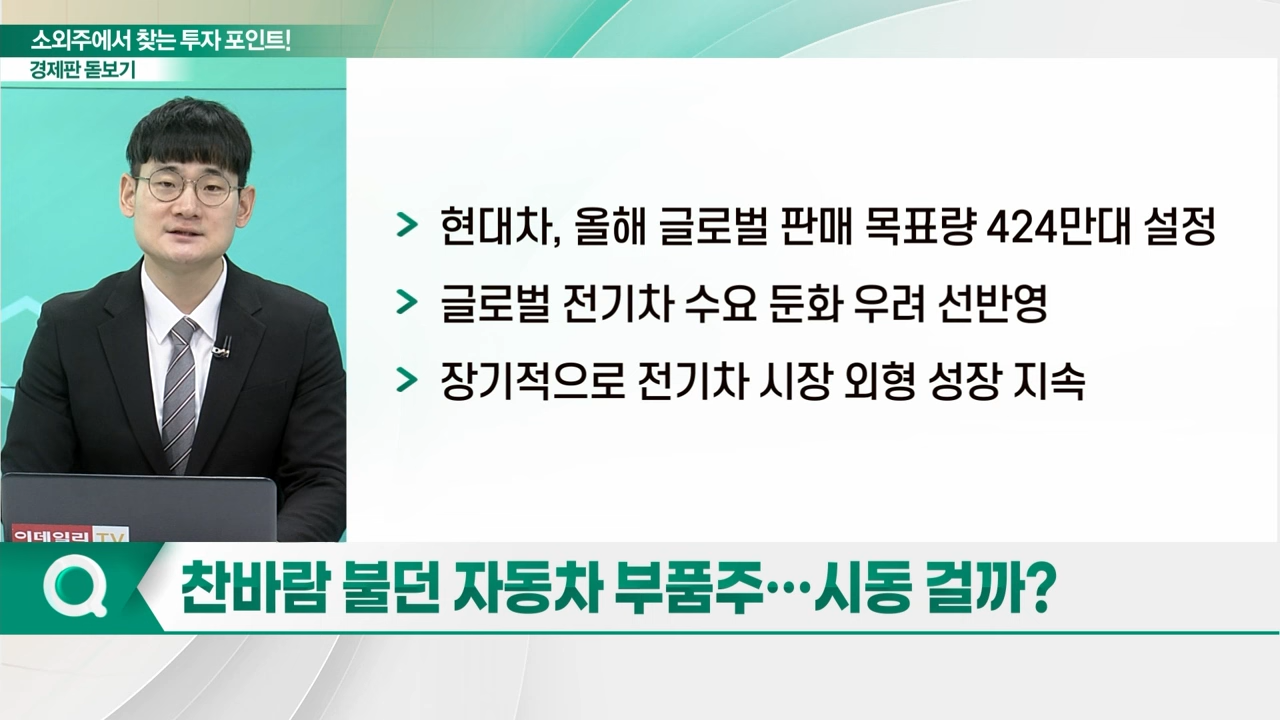 소외주에서 찾는 투자 포인트!
경제판 돋보기
> 현대차, 올해 글로벌 판매 목표량 424만대 설정
> 글로벌 전기차 수요 둔화 우려 선반영
> 장기적으로 전기차 시장 외형 성장 지속
이데일리 TV
Q 찬바람 불던 자동차 부품주…시동 걸까?